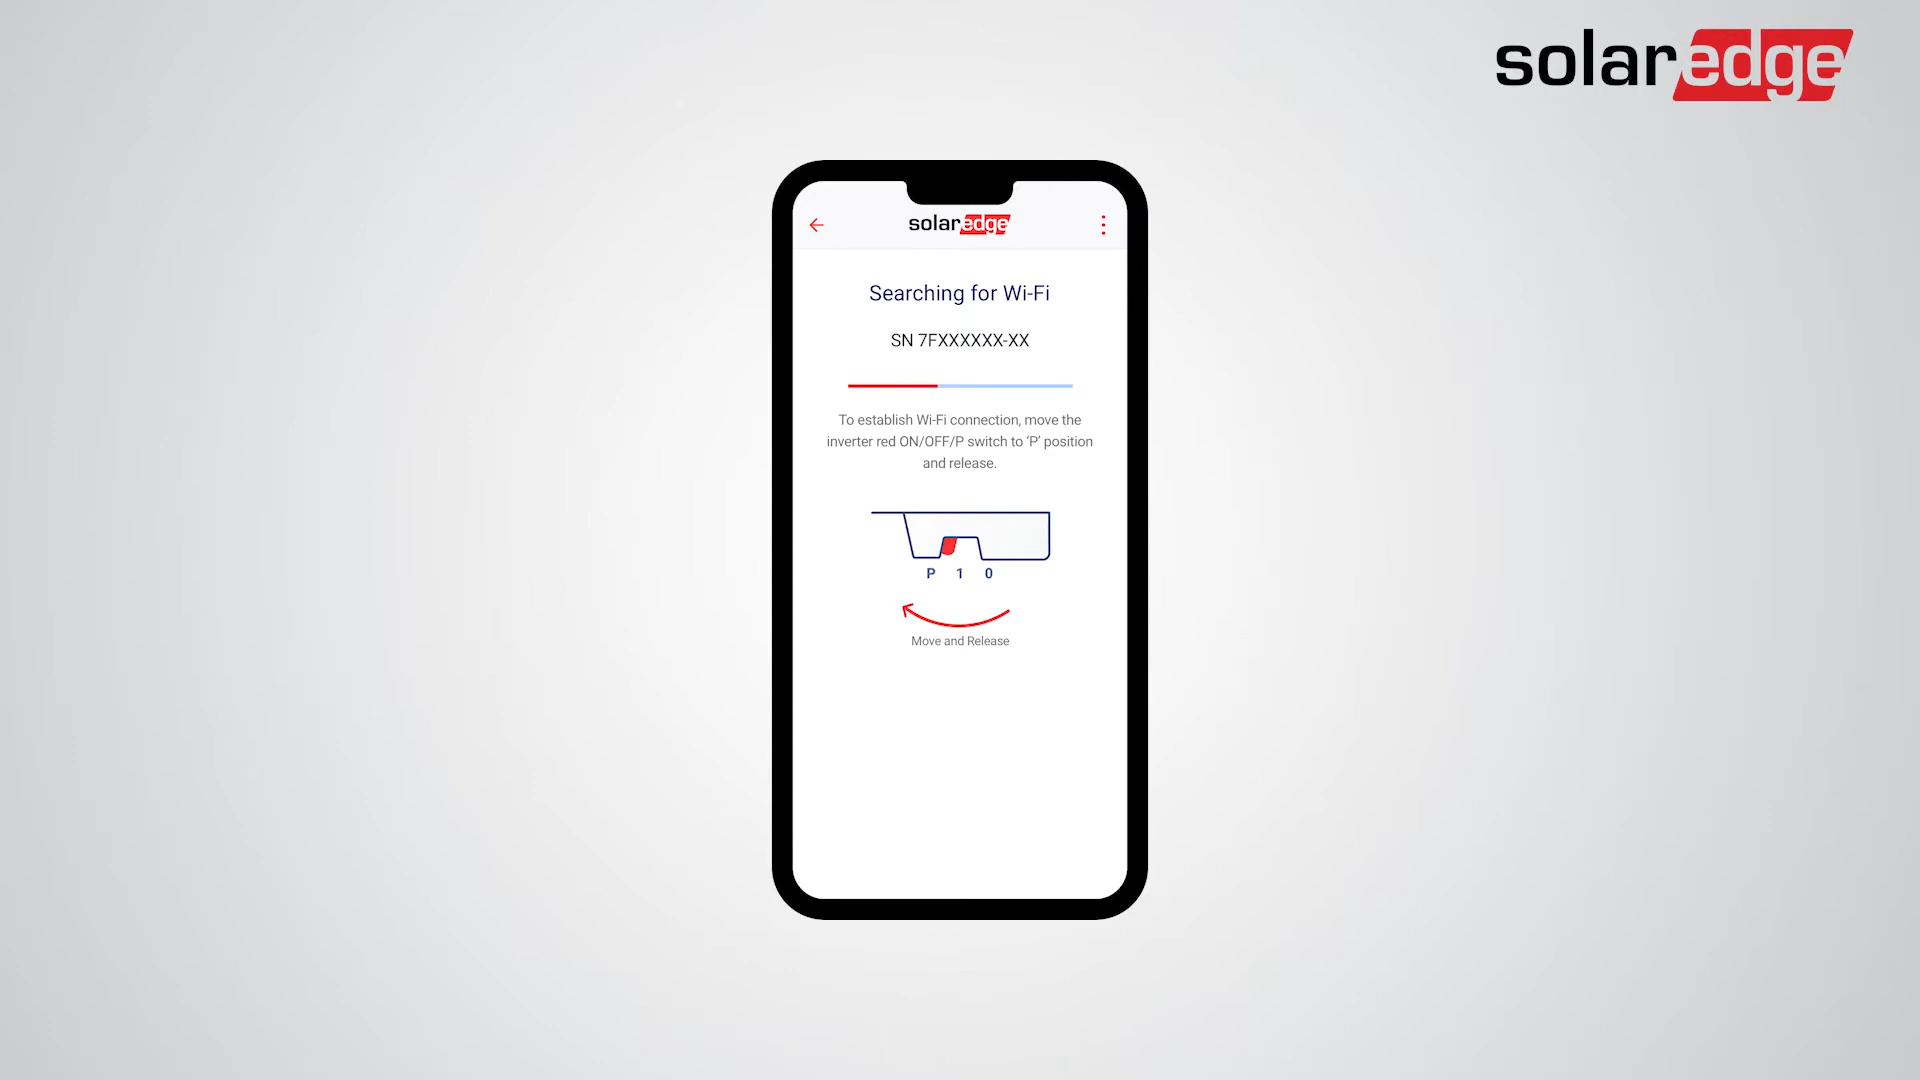 solaredge
solaredge
Searching for Wi-Fi
SN 7FXXXXXX-XX
To establish Wi-Fi connection, move the
inverter red ON/OFF/P switch to ‘P’ position
and release.
P 1 0
Move and Release